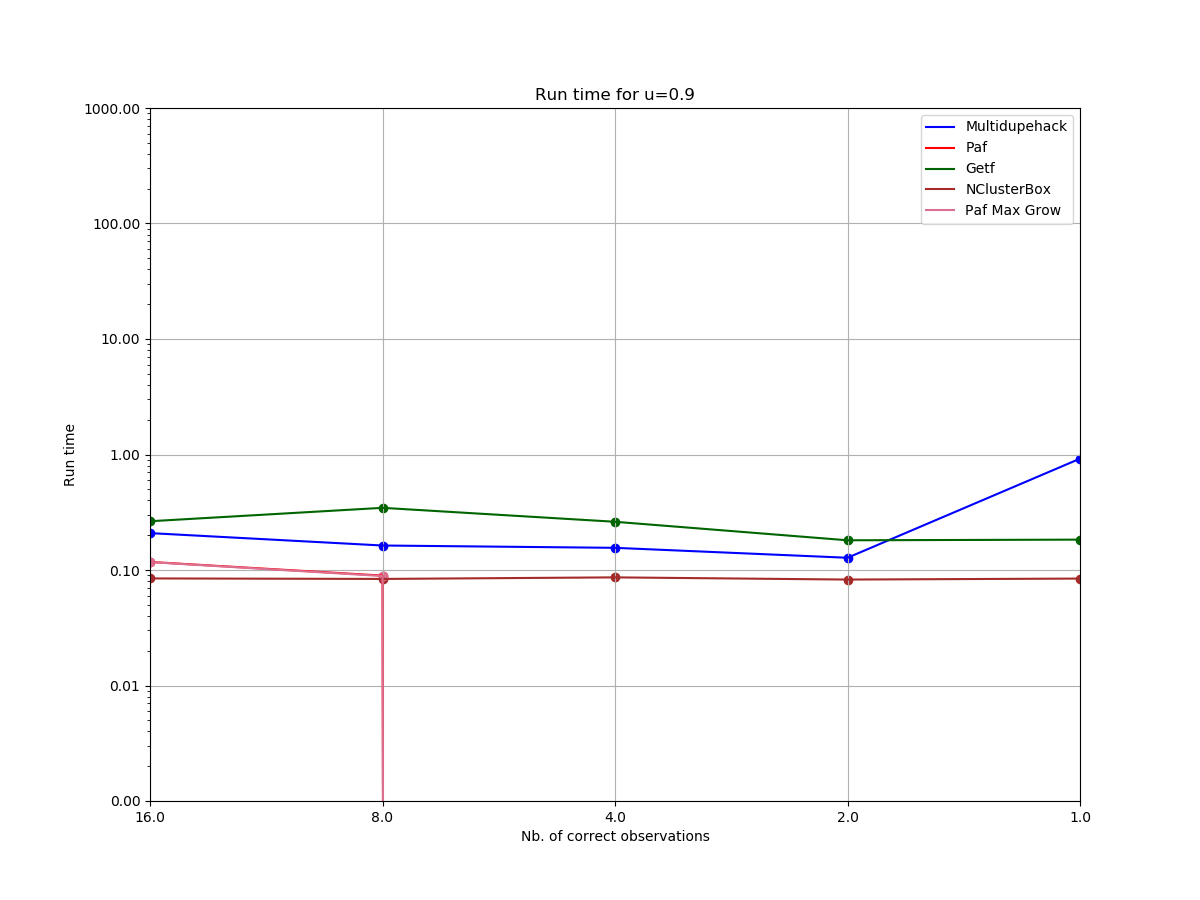 Run time for u=0.9
1000.00
100.00
10.00
1.00
0.10
0.01
0.00
Run time
Multidupehack
Paf
Getf
NClusterBox
Paf Max Grow
16.0
8.0
4.0
2.0
1.0
Nb. of correct observations